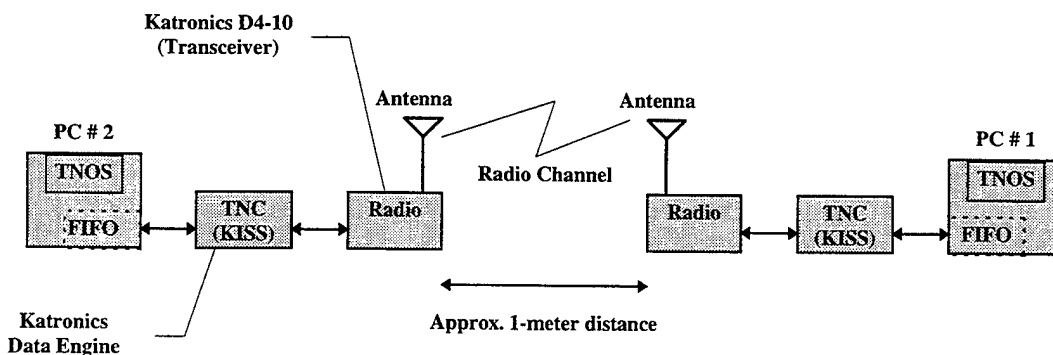 Katronics D4-10
(Transceiver)
Antenna
Antenna
PC # 2
PC # 1
TNOS
Radio Channel
TNOS
FIFO
TNC
(KISS)
Radio
Radio
TNC
(KISS)
FIFO
Katronics
Data Engine
Approx. 1-meter distance